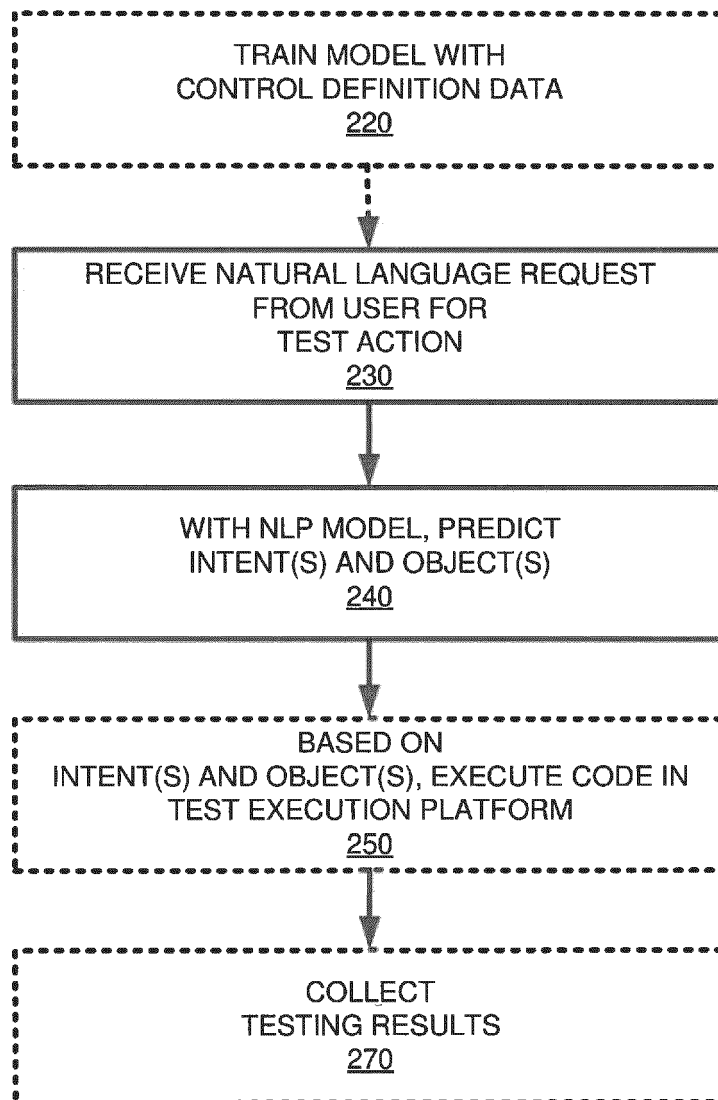 TRAIN MODEL WITH
CONTROL DEFINITION DATA
220
RECEIVE NATURAL LANGUAGE REQUEST
FROM USER FOR
TEST ACTION
230
WITH NLP MODEL, PREDICT
INTENT(S) AND OBJECT(S)
240
BASED ON
INTENT(S) AND OBJECT(S), EXECUTE CODE IN
TEST EXECUTION PLATFORM
250
COLLECT
TESTING RESULTS
270